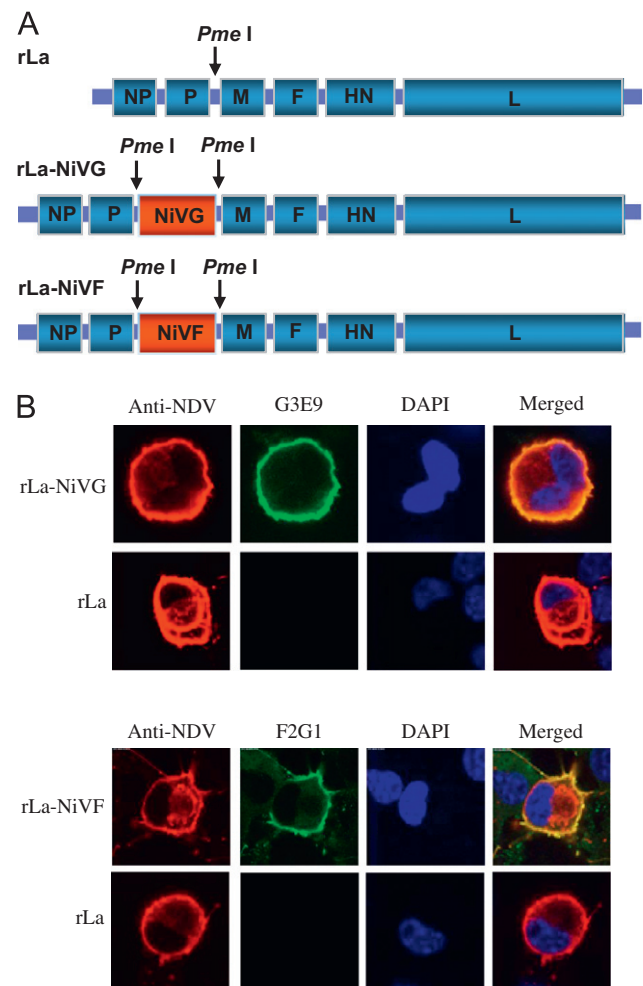 A
Pme I
rLa
NP P M F HN L
Pme I Pme I
rLa-NiVG
NP P NiVG M F HN L
Pme I Pme I
rLa-NiVF
NP P NiVF M F HN L
B
Anti-NDV G3E9 DAPI Merged
rLa-NiVG
rLa
Anti-NDV F2G1 DAPI Merged
rLa-NiVF
rLa